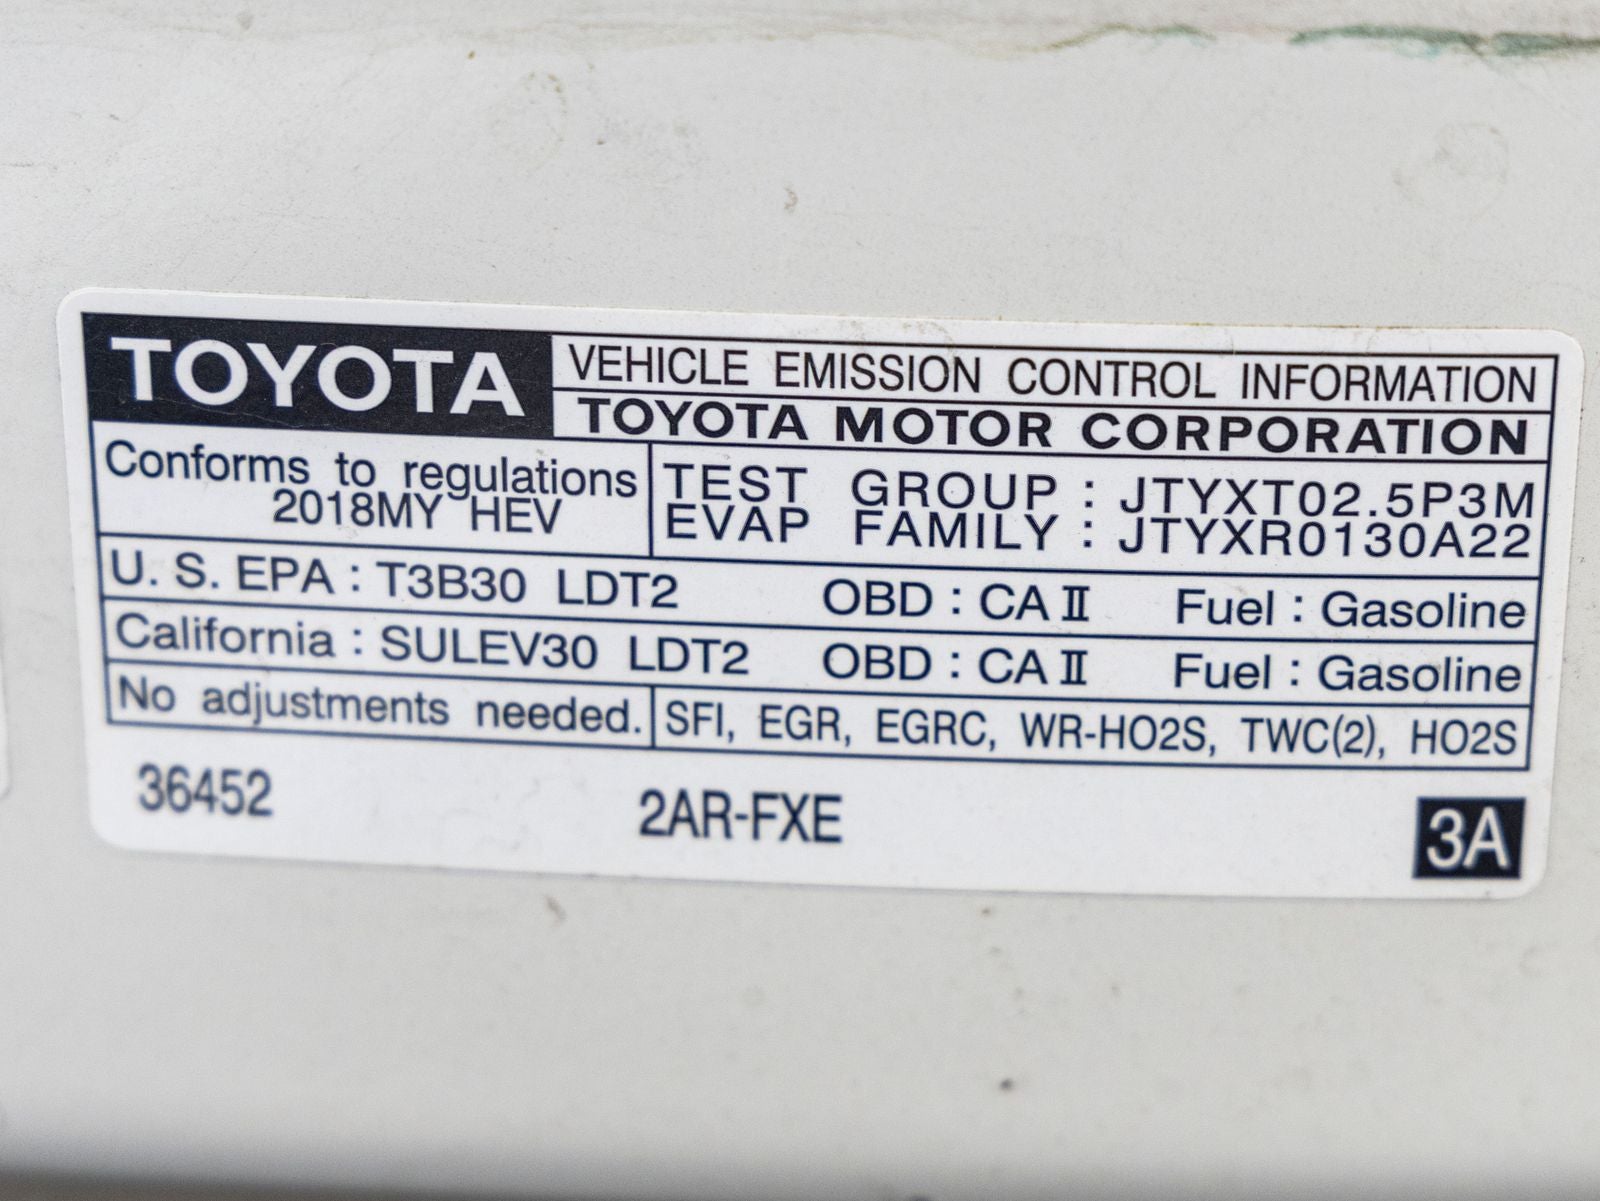 TOYOTA VEHICLE EMISSION CONTROL INFORMATION
TOYOTA MOTOR CORPORATION
Conforms to regulations
2018MY HEV
TEST GROUP : JTYXT02.5P3M
EVAP FAMILY : JTYXR0130A22
U. S. EPA : T3B30 LDT2 OBD : CA II Fuel : Gasoline
California : SULEV30 LDT2 OBD : CA II Fuel : Gasoline
No adjustments needed. SFI, EGR, EGRC, WR-HO2S, TWC(2), HO2S
36452 2AR-FXE 3A